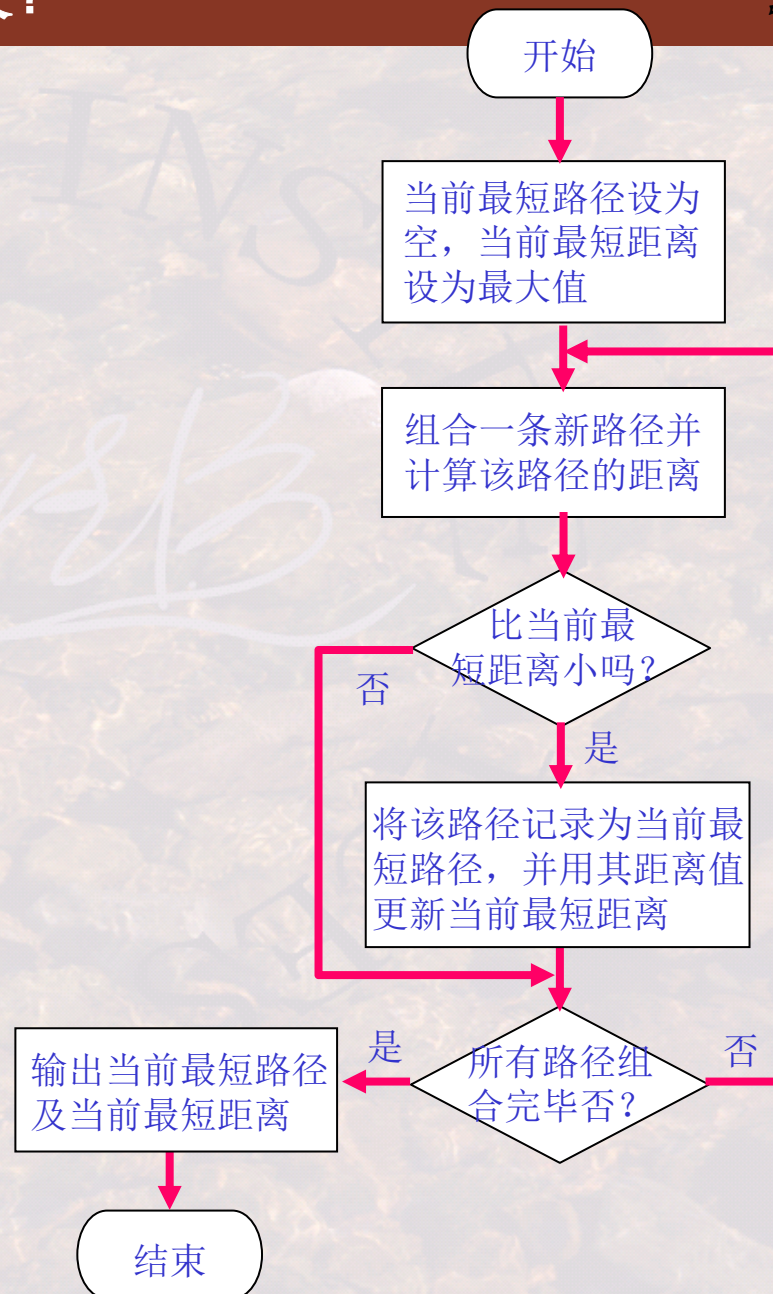 开始
当前最短路径设为
空，当前最短距离
设为最大值
组合一条新路径并
计算该路径的距离
比当前最
短距离小吗？
否
是
将该路径记录为当前最
短路径，并用其距离值
更新当前最短距离
是
所有路径组
合完毕否？
否
输出当前最短路径
及当前最短距离
结束